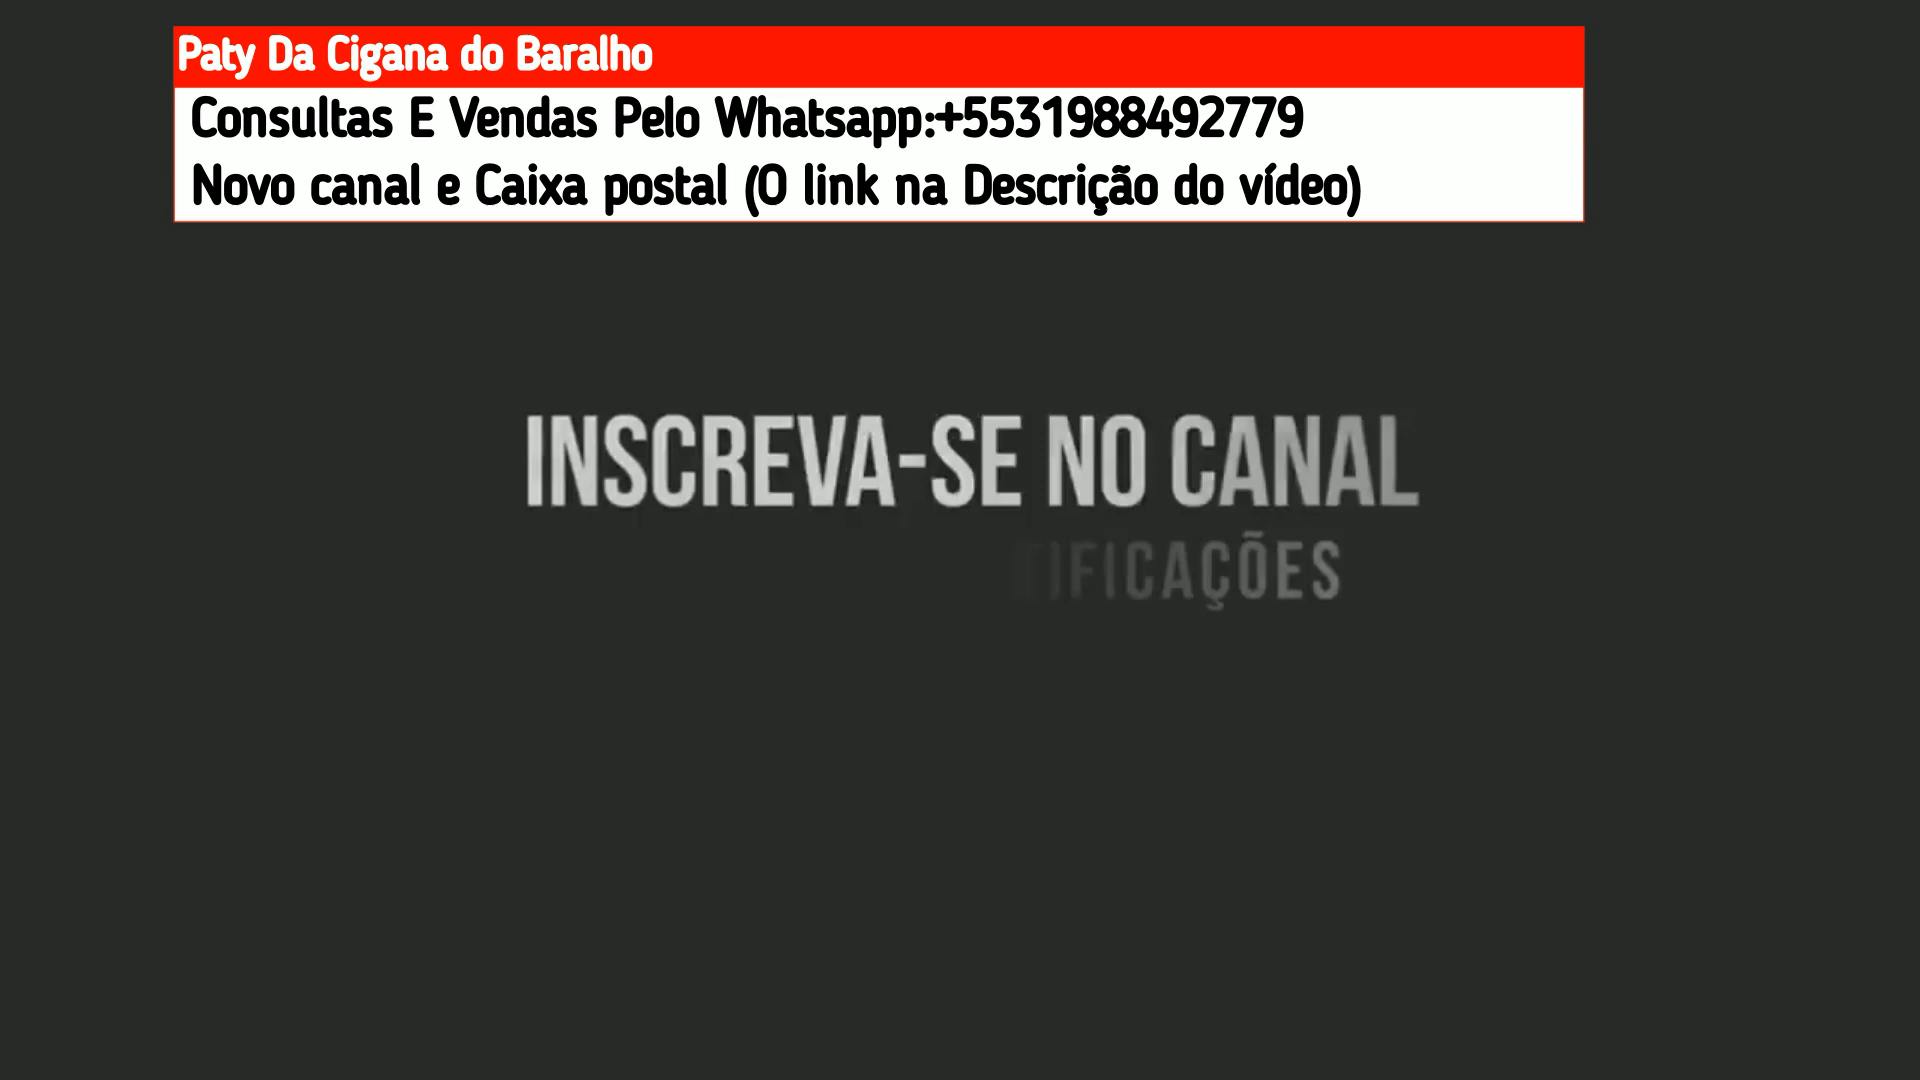 Paty Da Cigana do Baralho
Consultas E Vendas Pelo Whatsapp:+5531988492779
Novo canal e Caixa postal (O link na Descrição do vídeo)
INSCREVA-SE NO CANAL
TIFICAÇÕES